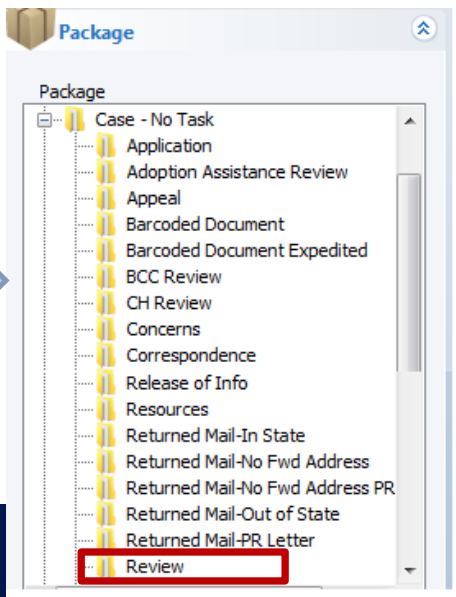 Package
Package
Case - No Task
Application
Adoption Assistance Review
Appeal
Barcoded Document
Barcoded Document Expedited
BCC Review
CH Review
Concerns
Correspondence
Release of Info
Resources
Returned Mail-In State
Returned Mail-No Fwd Address
Returned Mail-No Fwd Address PR
Returned Mail-Out of State
Returned Mail-PR Letter
Review